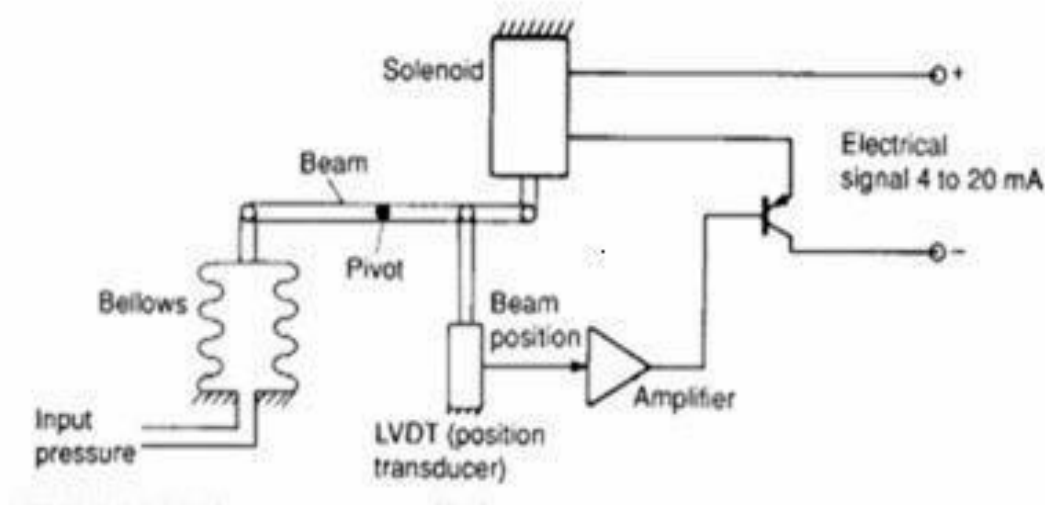 Solenoid
+
Electrical
signal 4 to 20 mA
Beam
Pivot
-
Bellows
Beam
position
Amplifier
Input
pressure
LVDT (position
transducer)